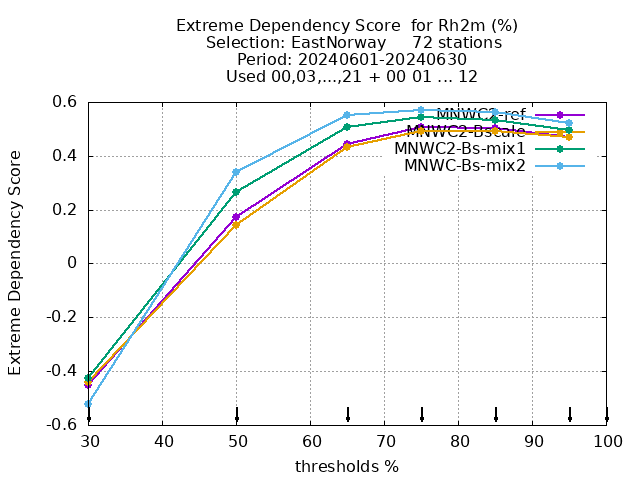 Extreme Dependency Score for Rh2m (%)
Selection: EastNorway 72 stations
Period: 20240601-20240630
Used 00,03,...,21 + 00 01 ... 12
MNWC2-ref
MNWC2-Bscale
MNWC2-Bs-mix1
MNWC-Bs-mix2
Extreme Dependency Score
0.6
0.4
0.2
0
-0.2
-0.4
-0.6
30 40 50 60 70 80 90 100
thresholds %